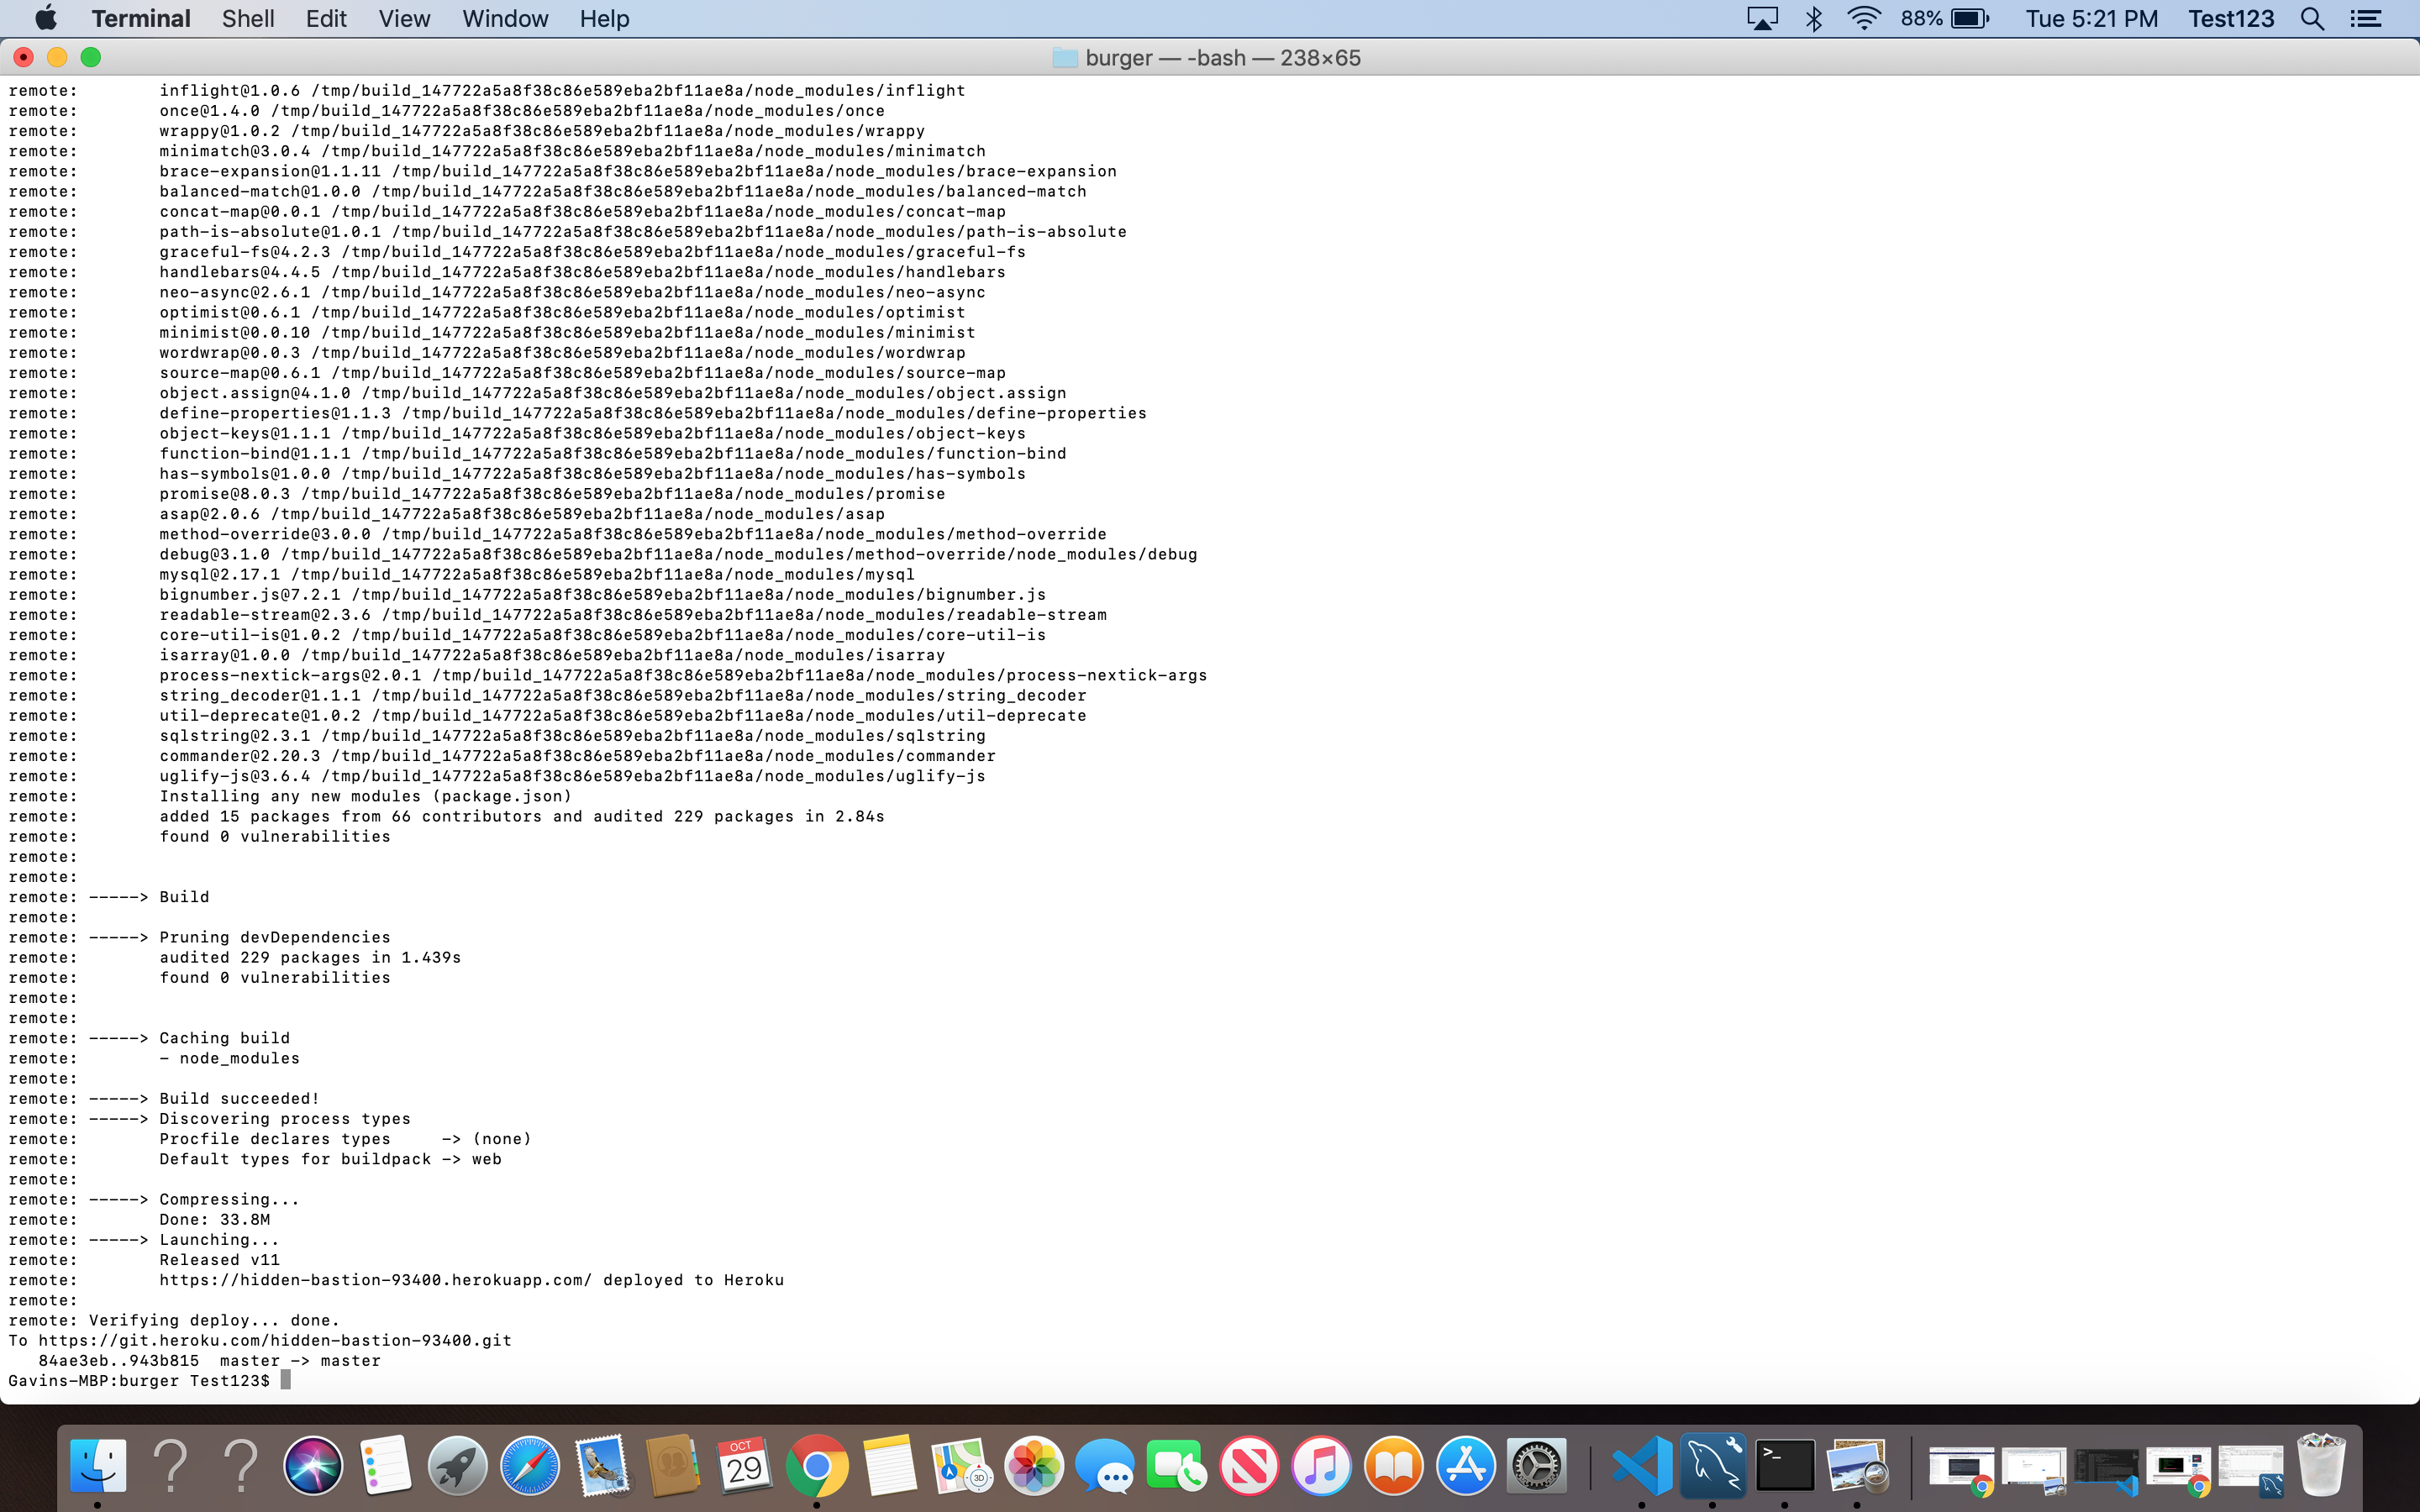 Terminal Shell Edit View Window Help 88% Tue 5:21 PM Test123
burger — -bash — 238×65
remote: inflight@1.0.6 /tmp/build_147722a5a8f38c86e589eba2bf11ae8a/node_modules/inflight
remote: once@1.4.0 /tmp/build_147722a5a8f38c86e589eba2bf11ae8a/node_modules/once
remote: wrappy@1.0.2 /tmp/build_147722a5a8f38c86e589eba2bf11ae8a/node_modules/wrappy
remote: minimatch@3.0.4 /tmp/build_147722a5a8f38c86e589eba2bf11ae8a/node_modules/minimatch
remote: brace-expansion@1.1.11 /tmp/build_147722a5a8f38c86e589eba2bf11ae8a/node_modules/brace-expansion
remote: balanced-match@1.0.0 /tmp/build_147722a5a8f38c86e589eba2bf11ae8a/node_modules/balanced-match
remote: concat-map@0.0.1 /tmp/build_147722a5a8f38c86e589eba2bf11ae8a/node_modules/concat-map
remote: path-is-absolute@1.0.1 /tmp/build_147722a5a8f38c86e589eba2bf11ae8a/node_modules/path-is-absolute
remote: graceful-fs@4.2.3 /tmp/build_147722a5a8f38c86e589eba2bf11ae8a/node_modules/graceful-fs
remote: handlebars@4.4.5 /tmp/build_147722a5a8f38c86e589eba2bf11ae8a/node_modules/handlebars
remote: neo-async@2.6.1 /tmp/build_147722a5a8f38c86e589eba2bf11ae8a/node_modules/neo-async
remote: optimist@0.6.1 /tmp/build_147722a5a8f38c86e589eba2bf11ae8a/node_modules/optimist
remote: minimist@0.0.10 /tmp/build_147722a5a8f38c86e589eba2bf11ae8a/node_modules/minimist
remote: wordwrap@0.0.3 /tmp/build_147722a5a8f38c86e589eba2bf11ae8a/node_modules/wordwrap
remote: source-map@0.6.1 /tmp/build_147722a5a8f38c86e589eba2bf11ae8a/node_modules/source-map
remote: object.assign@4.1.0 /tmp/build_147722a5a8f38c86e589eba2bf11ae8a/node_modules/object.assign
remote: define-properties@1.1.3 /tmp/build_147722a5a8f38c86e589eba2bf11ae8a/node_modules/define-properties
remote: object-keys@1.1.1 /tmp/build_147722a5a8f38c86e589eba2bf11ae8a/node_modules/object-keys
remote: function-bind@1.1.1 /tmp/build_147722a5a8f38c86e589eba2bf11ae8a/node_modules/function-bind
remote: has-symbols@1.0.0 /tmp/build_147722a5a8f38c86e589eba2bf11ae8a/node_modules/has-symbols
remote: promise@8.0.3 /tmp/build_147722a5a8f38c86e589eba2bf11ae8a/node_modules/promise
remote: asap@2.0.6 /tmp/build_147722a5a8f38c86e589eba2bf11ae8a/node_modules/asap
remote: method-override@3.0.0 /tmp/build_147722a5a8f38c86e589eba2bf11ae8a/node_modules/method-override
remote: debug@3.1.0 /tmp/build_147722a5a8f38c86e589eba2bf11ae8a/node_modules/method-override/node_modules/debug
remote: mysql@2.17.1 /tmp/build_147722a5a8f38c86e589eba2bf11ae8a/node_modules/mysql
remote: bignumber.js@7.2.1 /tmp/build_147722a5a8f38c86e589eba2bf11ae8a/node_modules/bignumber.js
remote: readable-stream@2.3.6 /tmp/build_147722a5a8f38c86e589eba2bf11ae8a/node_modules/readable-stream
remote: core-util-is@1.0.2 /tmp/build_147722a5a8f38c86e589eba2bf11ae8a/node_modules/core-util-is
remote: isarray@1.0.0 /tmp/build_147722a5a8f38c86e589eba2bf11ae8a/node_modules/isarray
remote: process-nextick-args@2.0.1 /tmp/build_147722a5a8f38c86e589eba2bf11ae8a/node_modules/process-nextick-args
remote: string_decoder@1.1.1 /tmp/build_147722a5a8f38c86e589eba2bf11ae8a/node_modules/string_decoder
remote: util-deprecate@1.0.2 /tmp/build_147722a5a8f38c86e589eba2bf11ae8a/node_modules/util-deprecate
remote: sqlstring@2.3.1 /tmp/build_147722a5a8f38c86e589eba2bf11ae8a/node_modules/sqlstring
remote: commander@2.20.3 /tmp/build_147722a5a8f38c86e589eba2bf11ae8a/node_modules/commander
remote: uglify-js@3.6.4 /tmp/build_147722a5a8f38c86e589eba2bf11ae8a/node_modules/uglify-js
remote: Installing any new modules (package.json)
remote: added 15 packages from 66 contributors and audited 229 packages in 2.84s
remote: found 0 vulnerabilities
remote:
remote:
remote: -----> Build
remote:
remote: -----> Pruning devDependencies
remote: audited 229 packages in 1.439s
remote: found 0 vulnerabilities
remote:
remote:
remote: -----> Caching build
remote: - node_modules
remote:
remote: -----> Build succeeded!
remote: -----> Discovering process types
remote: Procfile declares types -> (none)
remote: Default types for buildpack -> web
remote:
remote: -----> Compressing...
remote: Done: 33.8M
remote: -----> Launching...
remote: Released v11
remote: https://hidden-bastion-93400.herokuapp.com/ deployed to Heroku
remote:
remote: Verifying deploy... done.
To https://git.heroku.com/hidden-bastion-93400.git
84ae3eb..943b815 master -> master
Gavins-MBP:burger Test123$
OCT
29
3D
>_